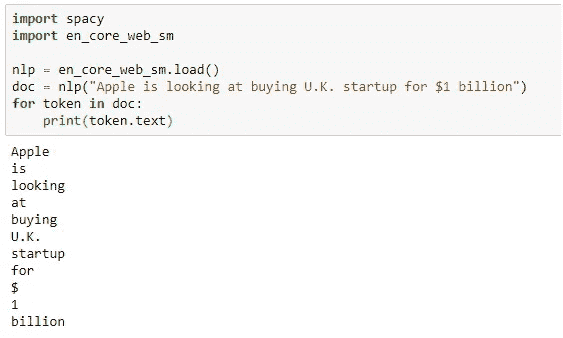 import spacy
import en_core_web_sm

nlp = en_core_web_sm.load()
doc = nlp("Apple is looking at buying U.K. startup for $1 billion")
for token in doc:
    print(token.text)

Apple
is
looking
at
buying
U.K.
startup
for
$
1
billion